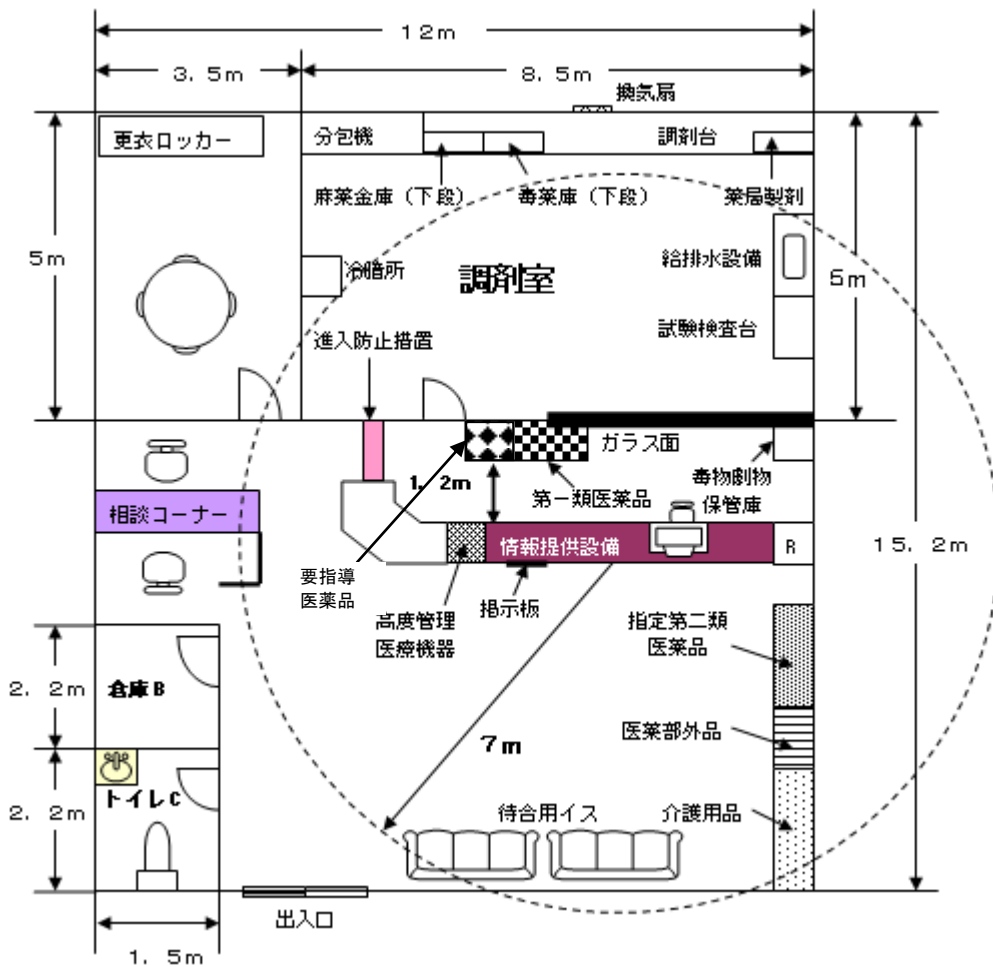 12m
3.5m
8.5m
換気扇
更衣ロッカー
分包機
調剤台
麻薬金庫(下段)
毒薬庫(下段)
薬局製剤
5m
冷暗所
調剤室
給排水設備
5m
進入防止措置
試験検査台
ガラス面
1.2m
第一類医薬品
毒物劇物
保管庫
相談コーナー
情報提供設備
R
15.2m
要指導
医薬品
高度管理
医療機器
掲示板
指定第二類
医薬品
2.2m
倉庫B
7m
医薬部外品
2.2m
トイレC
待合用イス
介護用品
出入口
1.5m